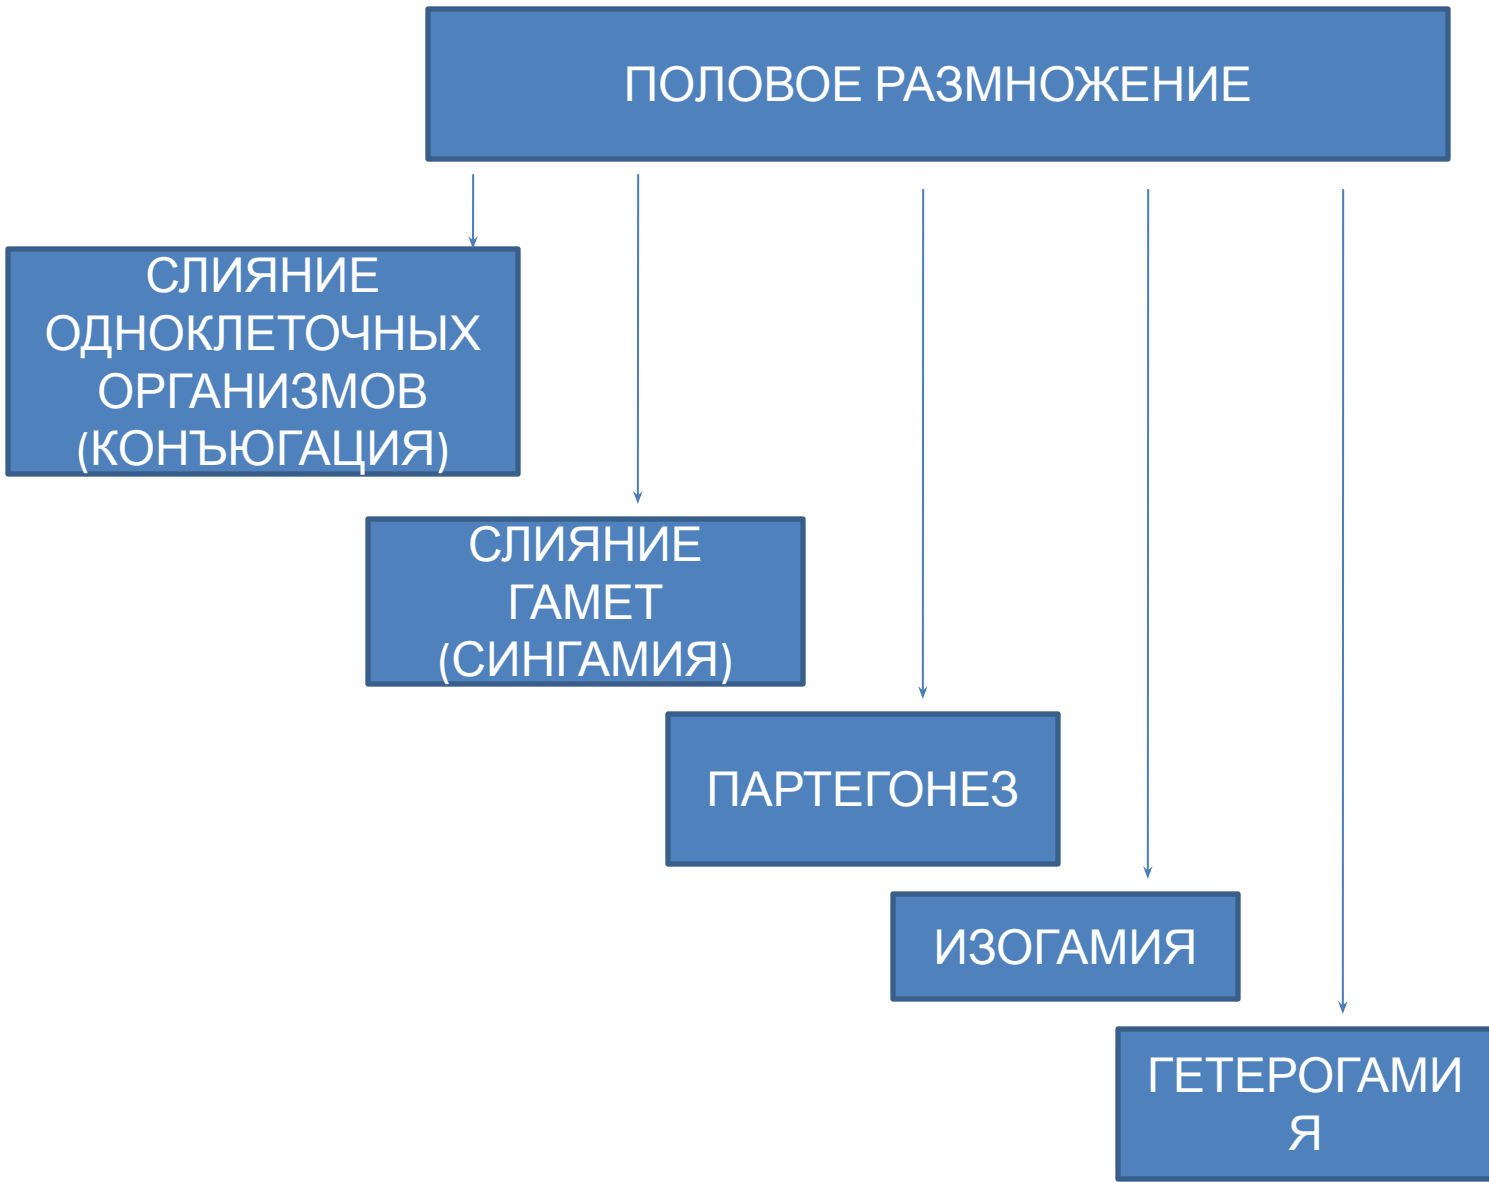 ПОЛОВОЕ РАЗМНОЖЕНИЕ
СЛИЯНИЕ
ОДНОКЛЕТОЧНЫХ
ОРГАНИЗМОВ
(КОНЪЮГАЦИЯ)
СЛИЯНИЕ
ГАМЕТ
(СИНГАМИЯ)
ПАРТЕГОНЕЗ
ИЗОГАМИЯ
ГЕТЕРОГАМИ
Я